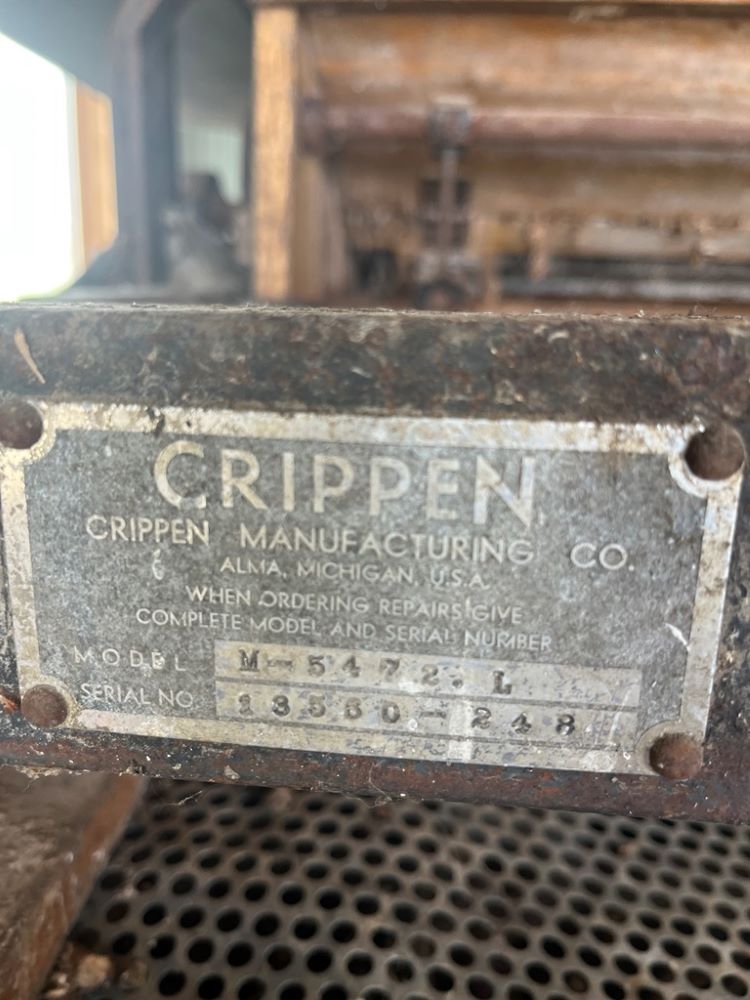 CRIPPEN
CRIPPEN MANUFACTURING CO.
ALMA, MICHIGAN, U.S.A.
WHEN ORDERING REPAIRS GIVE
COMPLETE MODEL AND SERIAL NUMBER
MODEL M-5472.L
SERIAL NO. 13550-248